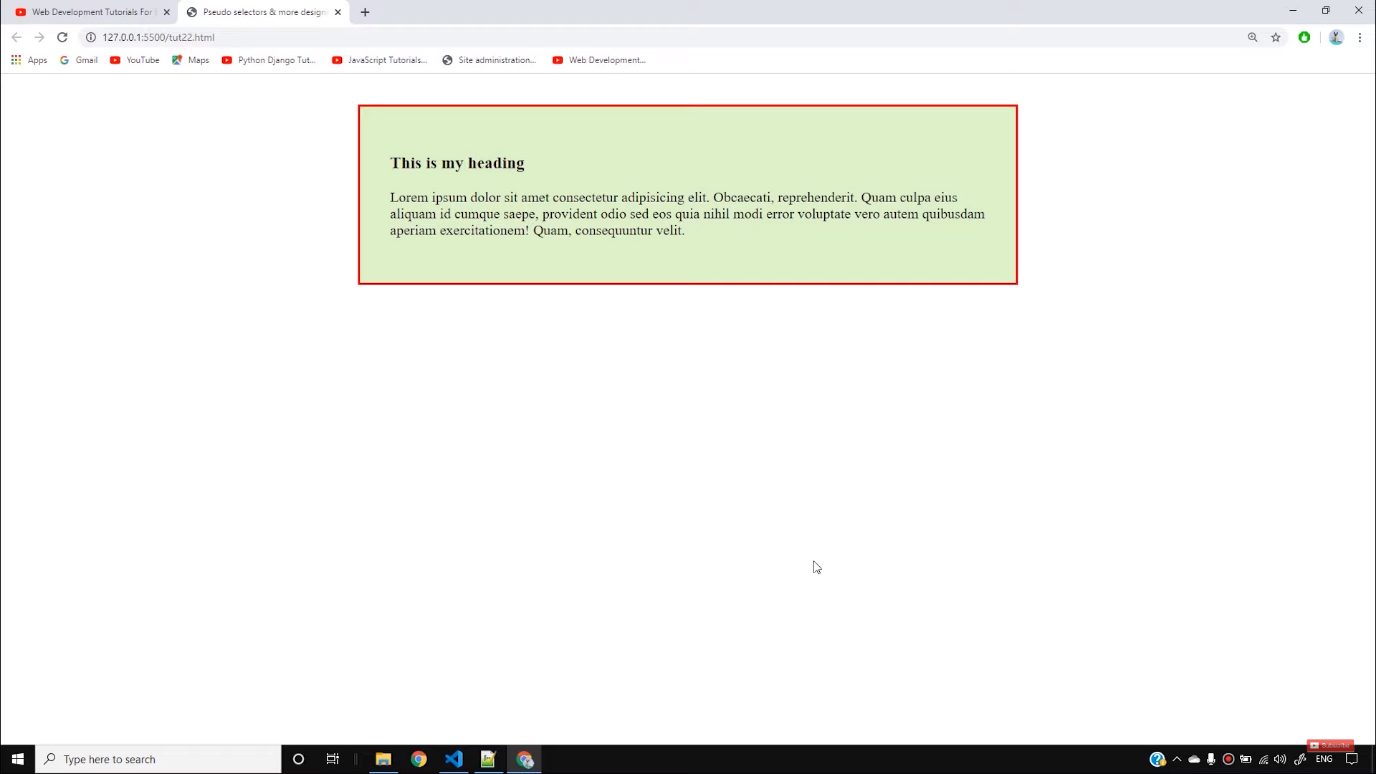 Web Development Tutorials For
Pseudo selectors & more design
127.0.0.1:5500/tut22.html
Apps
Gmail
YouTube
Maps
Python Django Tut...
JavaScript Tutorials...
Site administration...
Web Development...
This is my heading
Lorem ipsum dolor sit amet consectetur adipisicing elit. Obcaecati, reprehenderit. Quam culpa eius
aliquam id cumque saepe, provident odio sed eos quia nihil modi error voluptate vero autem quibusdam
aperiam exercitationem! Quam, consequuntur velit.
Subscribe
Type here to search
ENG